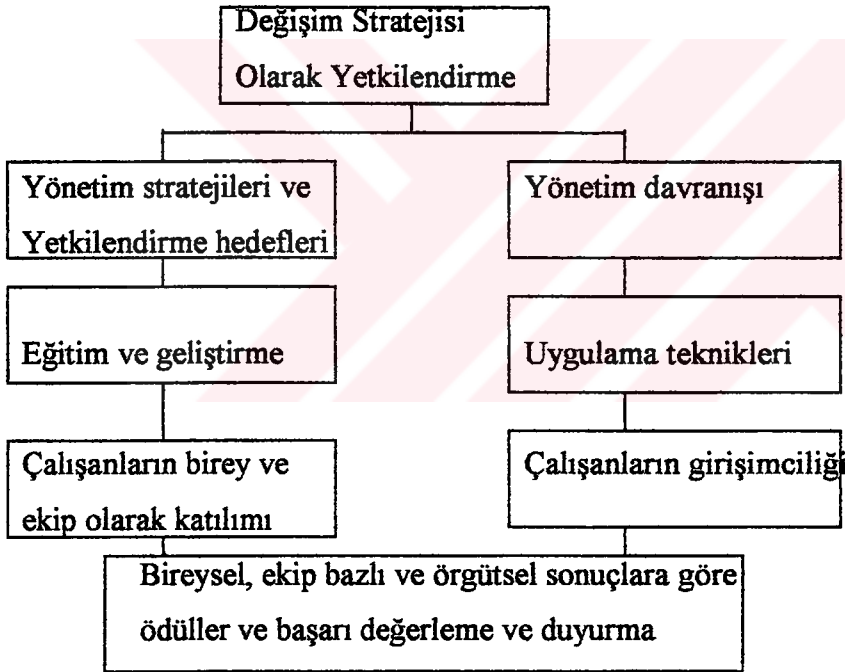 Değişim Stratejisi
Olarak Yetkilendirme
Yönetim stratejileri ve
Yetkilendirme hedefleri
Yönetim davranışı
Eğitim ve geliştirme
Uygulama teknikleri
Çalışanların birey ve
ekip olarak katılımı
Çalışanların girişimciliği
Bireysel, ekip bazlı ve örgütsel sonuçlara göre
ödüller ve başarı değerleme ve duyurma